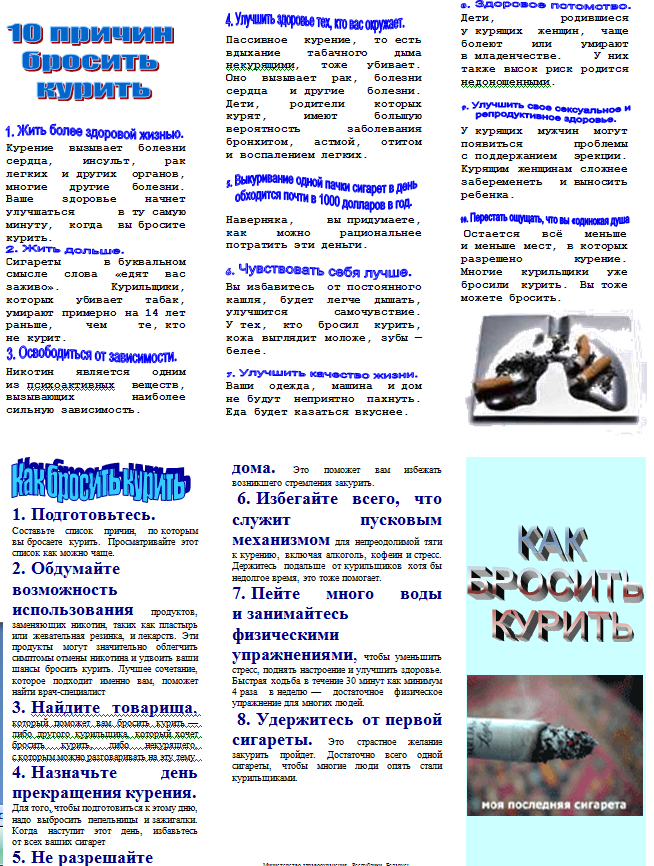 10 причин
бросить
курить
1. Жить более здоровой жизнью.
Курение вызывает болезни
сердца, инсульт, рак
легких и других органов,
многие другие болезни.
Ваше здоровье начнет
улучшаться в ту самую
минуту, когда вы бросите
курить.
2. Жить дольше.
Сигареты в буквальном
смысле слова «едят вас
заживо». Курильщики,
которых убивает табак,
умирают примерно на 14 лет
раньше, чем те, кто
не курит.
3. Освободиться от зависимости.
Никотин является одним
из психоактивных веществ,
вызывающих наиболее
сильную зависимость.
4. Улучшить здоровье тех, кто вас окружает.
Пассивное курение, то есть
вдыхание табачного дыма
некурящими, тоже убивает.
Оно вызывает рак, болезни
сердца и другие болезни.
Дети, родители которых
курят, имеют большую
вероятность заболевания
бронхитом, астмой, отитом
и воспалением легких.
5. Выкуривание одной пачки сигарет в день
обходится почти в 1000 долларов в год.
Наверняка, вы придумаете,
как можно рациональнее
потратить эти деньги.
6. Чувствовать себя лучше.
Вы избавитесь от постоянного
кашля, будет легче дышать,
улучшится самочувствие.
У тех, кто бросил курить,
кожа выглядит моложе, зубы —
белее.
7. Улучшить качество жизни.
Ваши одежда, машина и дом
не будут неприятно пахнуть.
Еда будет казаться вкуснее.
8. Здоровое потомство.
Дети, родившиеся
у курящих женщин, чаще
болеют или умирают
в младенчестве. У них
также высок риск родится
недоношенными.
9. Улучшить свое сексуальное и
репродуктивное здоровье.
У курящих мужчин могут
появиться проблемы
с поддержанием эрекции.
Курящим женщинам сложнее
забеременеть и выносить
ребенка.
10. Перестать ощущать, что вы «одинокая душа
Остается всё меньше
и меньше мест, в которых
разрешено курение.
Многие курильщики уже
бросили курить. Вы тоже
можете бросить.
Как бросить курить
1. Подготовьтесь.
Составьте список причин, по которым
вы бросаете курить. Просматривайте этот
список как можно чаще.
2. Обдумайте
возможность
использования продуктов,
заменяющих никотин, таких как пластырь
или жевательная резинка, и лекарств. Эти
продукты могут значительно облегчить
симптомы отмены никотина и удвоить ваши
шансы бросить курить. Лучшее сочетание,
которое подходит именно вам, поможет
найти врач-специалист
3. Найдите товарища,
который поможет вам бросить курить —
либо другого курильщика, который хочет
бросить курить, либо некурящего,
с которым можно разговаривать на эту тему.
4. Назначьте день
прекращения курения.
Для того, чтобы подготовиться к этому дню,
надо выбросить пепельницы и зажигалки.
Когда наступит этот день, избавьтесь
от всех ваших сигарет
5. Не разрешайте
дома. Это поможет вам избежать
возникшего стремления закурить.
6. Избегайте всего, что
служит пусковым
механизмом для непреодолимой тяги
к курению, включая алкоголь, кофеин и стресс.
Держитесь подальше от курильщиков хотя бы
недолгое время, это тоже помогает.
7. Пейте много воды
и занимайтесь
физическими
упражнениями, чтобы уменьшить
стресс, поднять настроение и улучшить здоровье.
Быстрая ходьба в течение 30 минут как минимум
4 раза в неделю — достаточное физическое
упражнение для многих людей.
8. Удержитесь от первой
сигареты. Это страстное желание
закурить пройдет. Достаточно всего одной
сигареты, чтобы многие люди опять стали
курильщиками.
КАК
БРОСИТЬ
КУРИТЬ
моя последняя сигарета